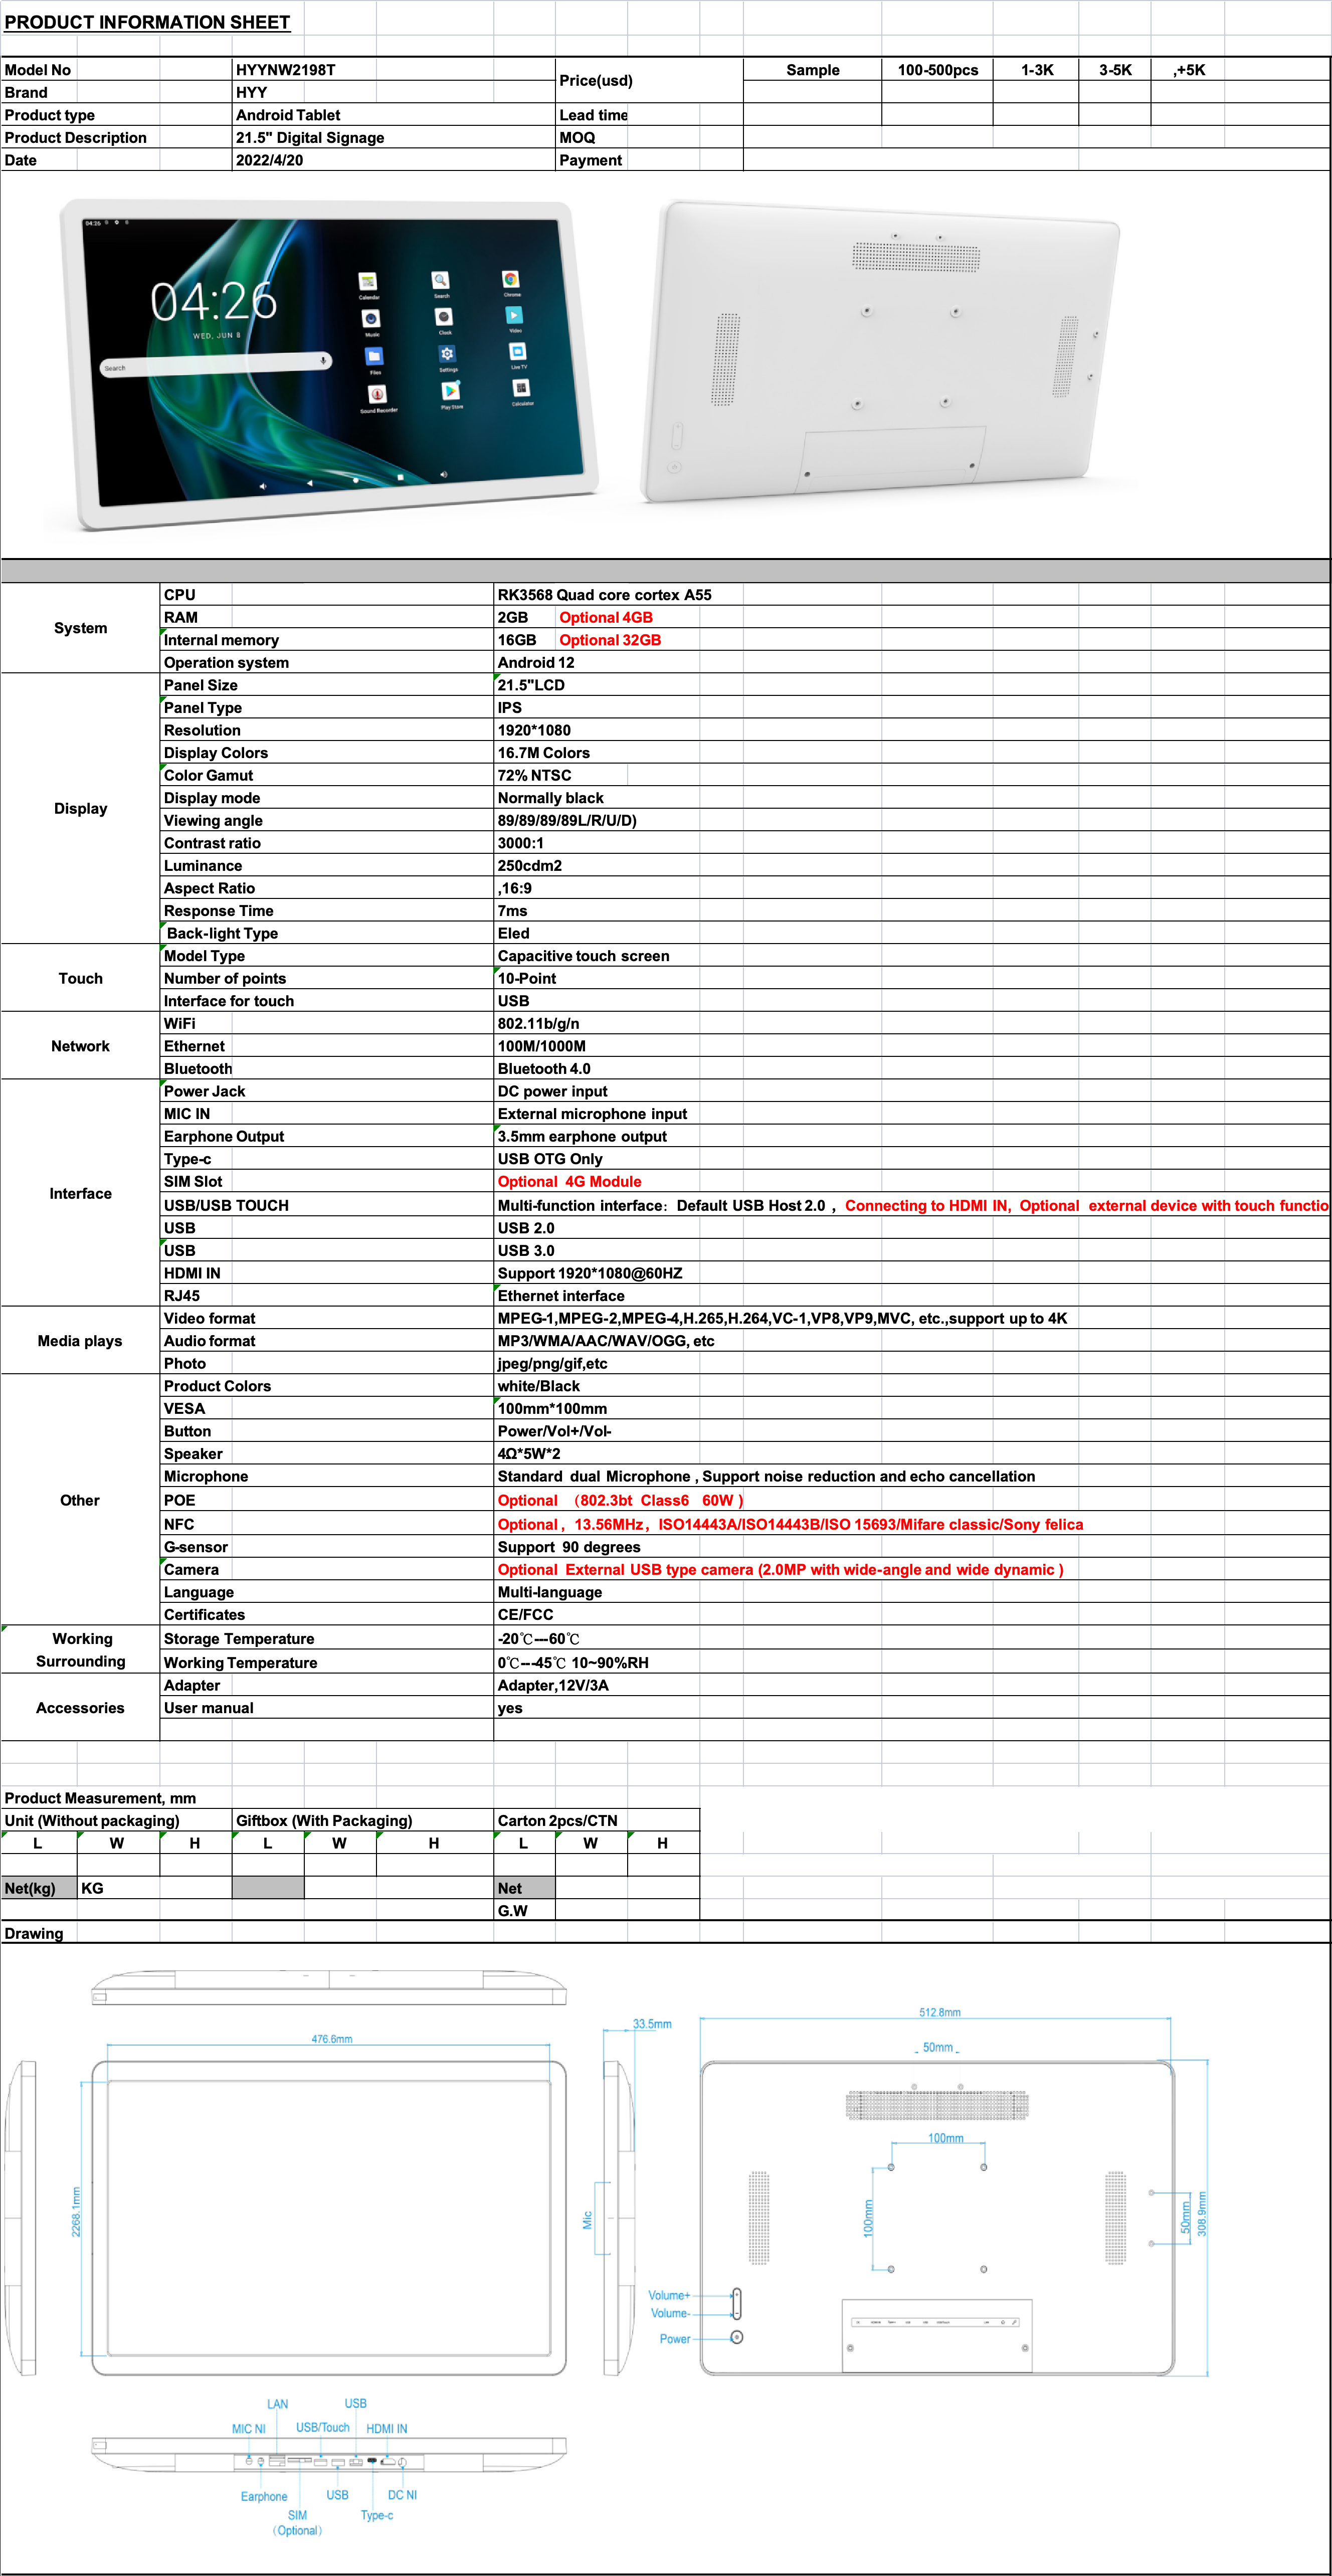 PRODUCT INFORMATION SHEET
Model No HYYNW2198T Price(usd) Sample 100-500pcs 1-3K 3-5K ,+5K
Brand HYY
Product type Android Tablet Lead time
Product Description 21.5" Digital Signage MOQ
Date 2022/4/20 Payment
04:26
04:26
WED, JUN 8
Search
Calendar Search Chrome
Music Clock Video
Files Settings Live TV
Sound Recorder Play Store Calculator
System
CPU RK3568 Quad core cortex A55
RAM 2GB Optional 4GB
Internal memory 16GB Optional 32GB
Operation system Android 12
Display
Panel Size 21.5"LCD
Panel Type IPS
Resolution 1920*1080
Display Colors 16.7M Colors
Color Gamut 72% NTSC
Display mode Normally black
Viewing angle 89/89/89/89L/R/U/D)
Contrast ratio 3000:1
Luminance 250cdm2
Aspect Ratio ,16:9
Response Time 7ms
Back-light Type Eled
Touch
Model Type Capacitive touch screen
Number of points 10-Point
Interface for touch USB
Network
WiFi 802.11b/g/n
Ethernet 100M/1000M
Bluetooth Bluetooth 4.0
Interface
Power Jack DC power input
MIC IN External microphone input
Earphone Output 3.5mm earphone output
Type-c USB OTG Only
SIM Slot Optional 4G Module
USB/USB TOUCH Multi-function interface：Default USB Host 2.0， Connecting to HDMI IN, Optional external device with touch functio
USB USB 2.0
USB USB 3.0
HDMI IN Support 1920*1080@60HZ
RJ45 Ethernet interface
Media plays
Video format MPEG-1,MPEG-2,MPEG-4,H.265,H.264,VC-1,VP8,VP9,MVC, etc.,support up to 4K
Audio format MP3/WMA/AAC/WAV/OGG, etc
Photo jpeg/png/gif,etc
Other
Product Colors white/Black
VESA 100mm*100mm
Button Power/Vol+/Vol-
Speaker 4Ω*5W*2
Microphone Standard dual Microphone , Support noise reduction and echo cancellation
POE Optional （802.3bt Class6 60W )
NFC Optional，13.56MHz，ISO14443A/ISO14443B/ISO 15693/Mifare classic/Sony felica
G-sensor Support 90 degrees
Camera Optional External USB type camera (2.0MP with wide-angle and wide dynamic )
Language Multi-language
Certificates CE/FCC
Working Surrounding
Storage Temperature -20℃---60℃
Working Temperature 0℃---45℃ 10~90%RH
Accessories
Adapter Adapter,12V/3A
User manual yes
Product Measurement, mm
Unit (Without packaging) Giftbox (With Packaging) Carton 2pcs/CTN
L W H L W H L W H
Net(kg) KG Net
G.W
Drawing
476.6mm
2268.1mm
33.5mm
Mic
512.8mm
50mm
100mm
100mm
50mm
308.9mm
Volume+
Volume-
Power
LAN USB
MIC NI USB/Touch HDMI IN
Earphone USB DC NI
SIM Type-c
（Optional）